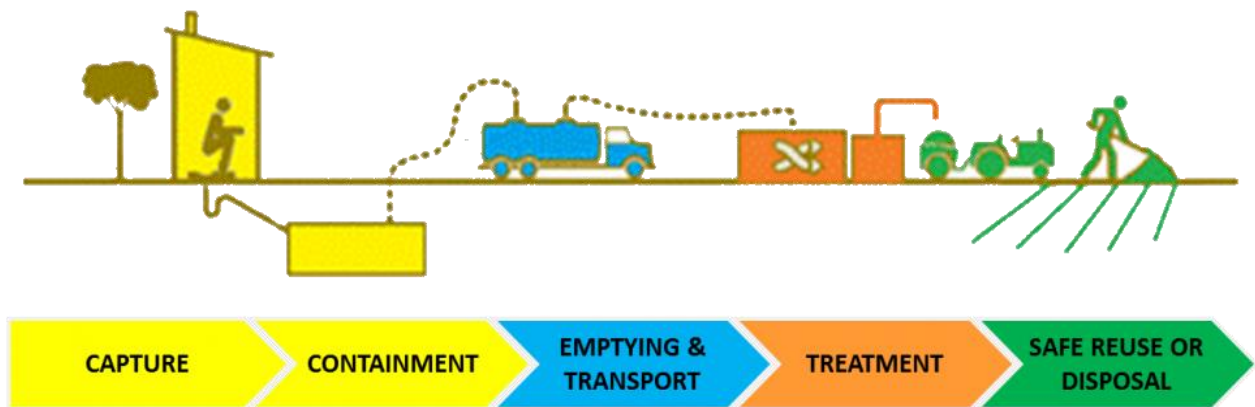 CAPTURE
CONTAINMENT
EMPTYING &
TRANSPORT
TREATMENT
SAFE REUSE OR
DISPOSAL